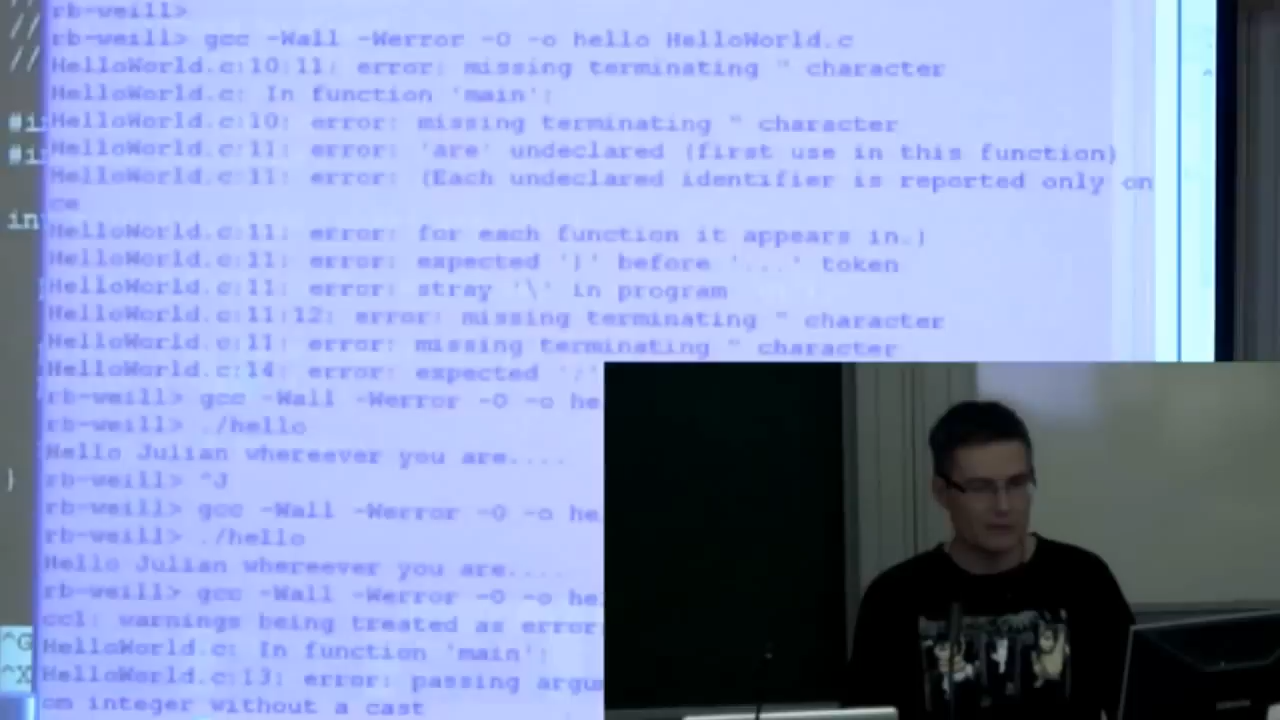 //
rb-weill>
//
rb-weill> gcc -Wall -Werror -O -o hello HelloWorld.c
//
HelloWorld.c:10:11: error: missing terminating " character
HelloWorld.c: In function 'main':
#i
HelloWorld.c:10: error: missing terminating " character
#i
HelloWorld.c:11: error: 'are' undeclared (first use in this function)
HelloWorld.c:11: error: (Each undeclared identifier is reported only on
ce
in
HelloWorld.c:11: error: for each function it appears in.)
HelloWorld.c:11: error: expected ')' before '...' token
HelloWorld.c:11: error: stray '\' in program
HelloWorld.c:11:12: error: missing terminating " character
HelloWorld.c:11: error: missing terminating " character
HelloWorld.c:14: error: expected ';'
rb-weill> gcc -Wall -Werror -O -o he
rb-weill> ./hello
Hello Julian whereever you are....
}
rb-weill> ^J
rb-weill> gcc -Wall -Werror -O -o he
rb-weill> ./hello
Hello Julian whereever you are....
rb-weill> gcc -Wall -Werror -O -o he
cc1: warnings being treated as error
^G
HelloWorld.c: In function 'main':
^X
HelloWorld.c:13: error: passing argu
om integer without a cast